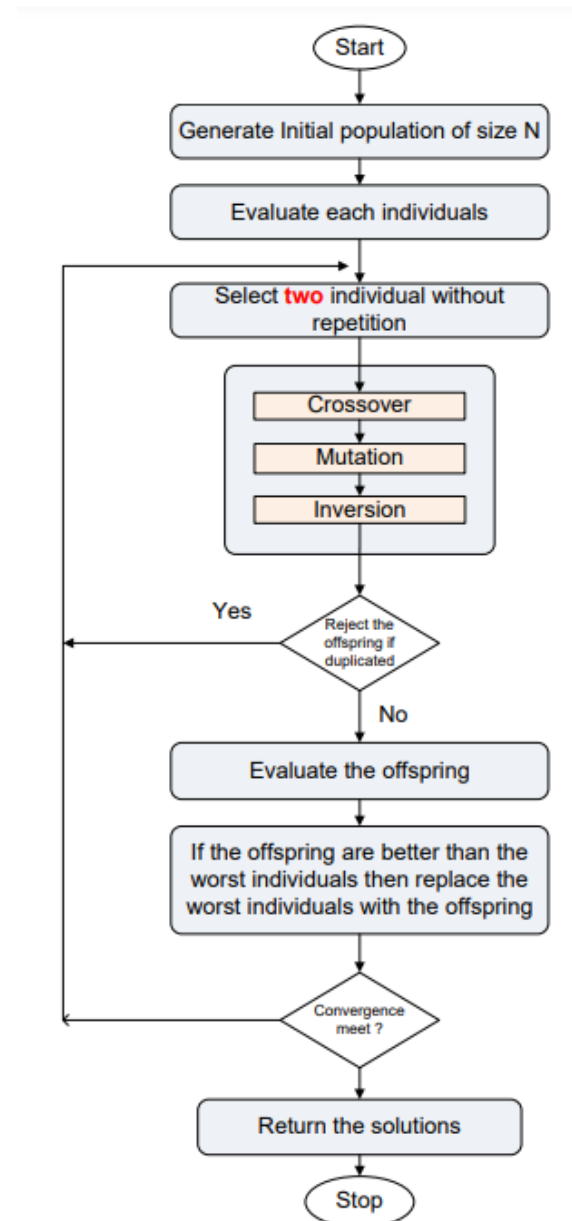 Start
Generate Initial population of size N
Evaluate each individuals
Select two individual without
repetition
Crossover
Mutation
Inversion
Yes
Reject the
offspring if
duplicated
No
Evaluate the offspring
If the offspring are better than the
worst individuals then replace the
worst individuals with the offspring
Convergence
meet ?
Return the solutions
Stop